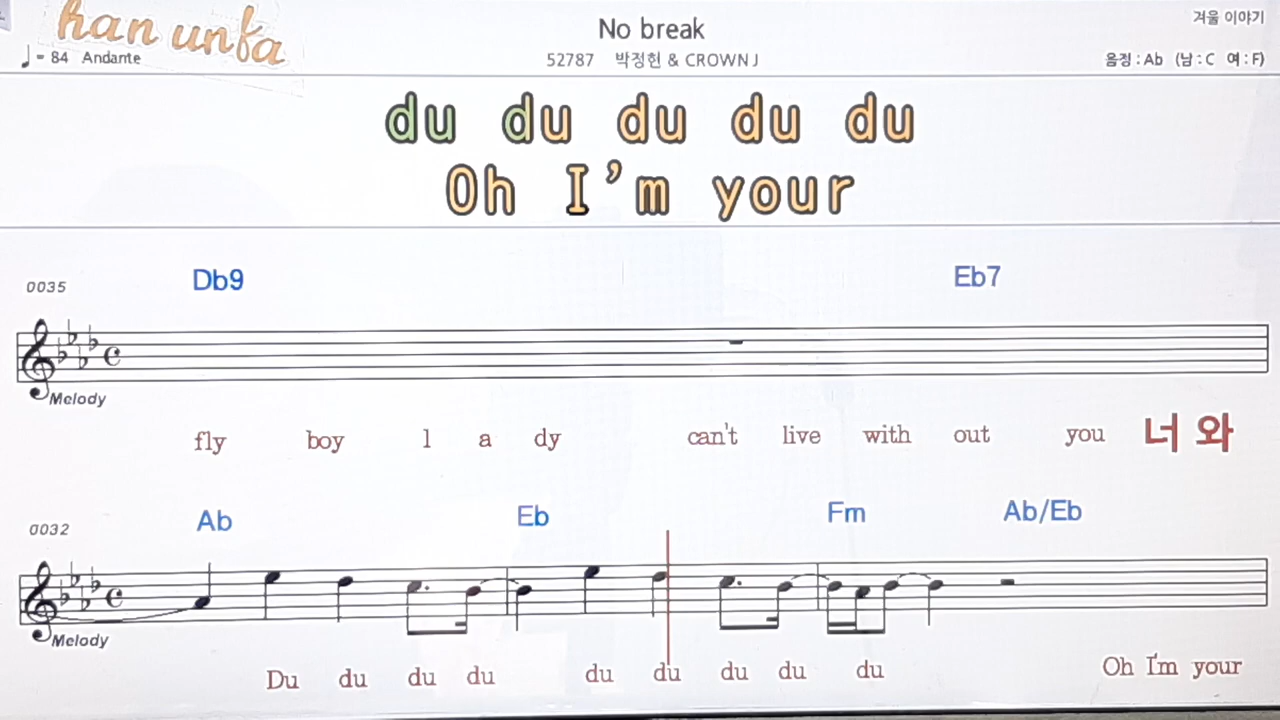 han unfa
No break
겨울 이야기
♩= 84 Andante
52787 박정현 & CROWN J
음정 : Ab (남 : C 여 : F)
du du du du du
Oh I'm your
0035
Db9 Eb7
Melody
fly boy l a dy can't live with out you 너 와
0032
Ab Eb Fm Ab/Eb
Melody
Du du du du du du du du du Oh I'm your